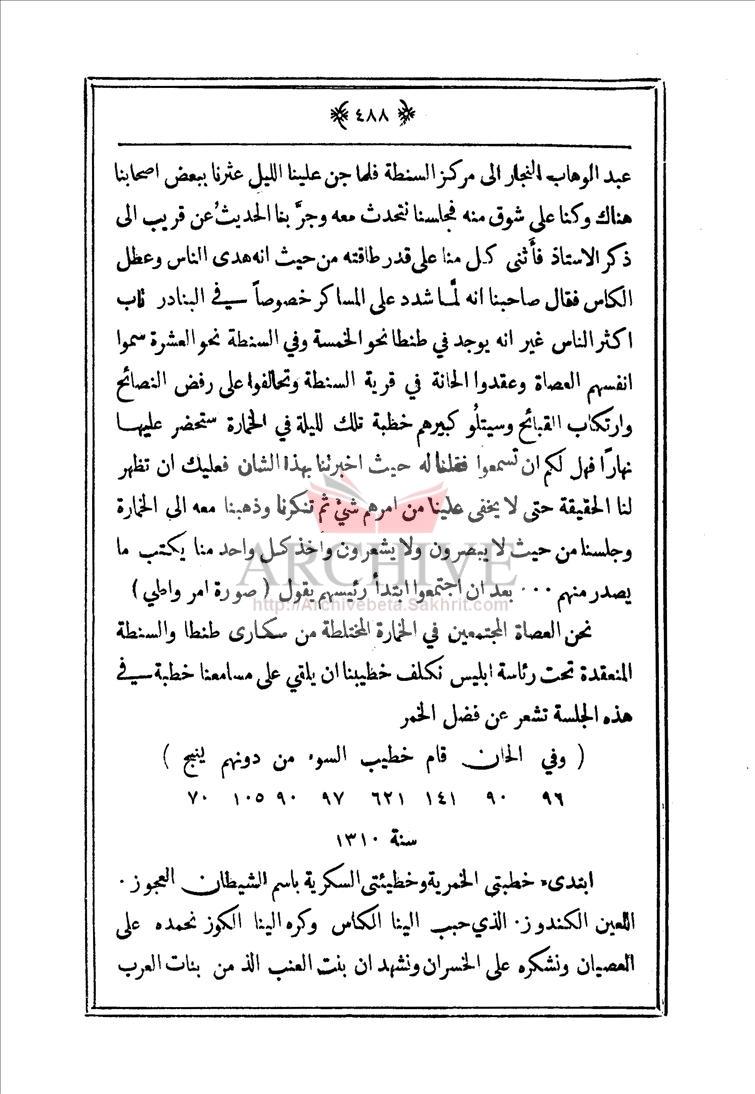 ٤٨٨
عبد الوهاب النجار الى مركز السنطة فلما جن علينا الليل عثرنا ببعض اصحابنا
هناك وكنا على شوق منه فجلسنا نتحدث معه وجرَّ بنا الحديثُ عن قريب الى
ذكر الاستاذ فأثنى كل منا على قدر طاقته من حيث انه هدى الناس وعطل
الكاس فقال صاحبنا انه لمَّا شدد على المساكر خصوصاً في البنادر تاب
اكثر الناس غير انه يوجد في طنطا نحو الخمسة وفي السنطة نحو العشرة سموا
انفسهم العصاة وعقدوا الحانة في قرية السنطة وتحالفوا على رفض النصائح
وارتكاب القبائح وسيتلُو كبيرهم خطبة تلك لليلة في الخمارة ستحضر عليها
نهارًا فهل لكم ان تسمعوا فقلنا له حيث اخبرتنا بهذا الشان فعليك ان تظهر
لنا الحقيقة حتى لا يخفى علينا من امرهم شيْ ثم تنكرنا وذهبنا معه الى الخمارة
وجلسنا من حيث لا يبصرون ولا يشعرون واخذ كل واحد منا يكتب ما
يصدر منهم ٠٠٠ بعد ان اجتمعوا ابتدأ رئيسهم يقول ( صورة امر واطي )
نحن العصاة المجتمعين في الخمارة المختلطة من سكارى طنطا والسنطة
المنعقدة تحت رئاسة ابليس نكلف خطيبنا ان يلقي على مسامعنا خطبة في
هذه الجلسة تشعر عن فضل الخمر
( وفي الحان قام خطيب السوء من دونهم ينبح )
٩٦ ٩٠ ١٤١ ٦٢١ ٩٧ ٩٠ ١٠٥ ٧٠
سنة ١٣١٠
ابتدىء خطبتي الخمرية وخطيئتى السكرية باسم الشيطان العجوز ٠
اللعين الكندوز ٠ الذي حبب الينا الكاس وكره الينا الكوز نحمده على
العصيان ونشكره على الخسران ونشهد ان بنت العنب الذ من بنات العرب
ARCHIVE
http://Archivebeta.Sakhrit.com